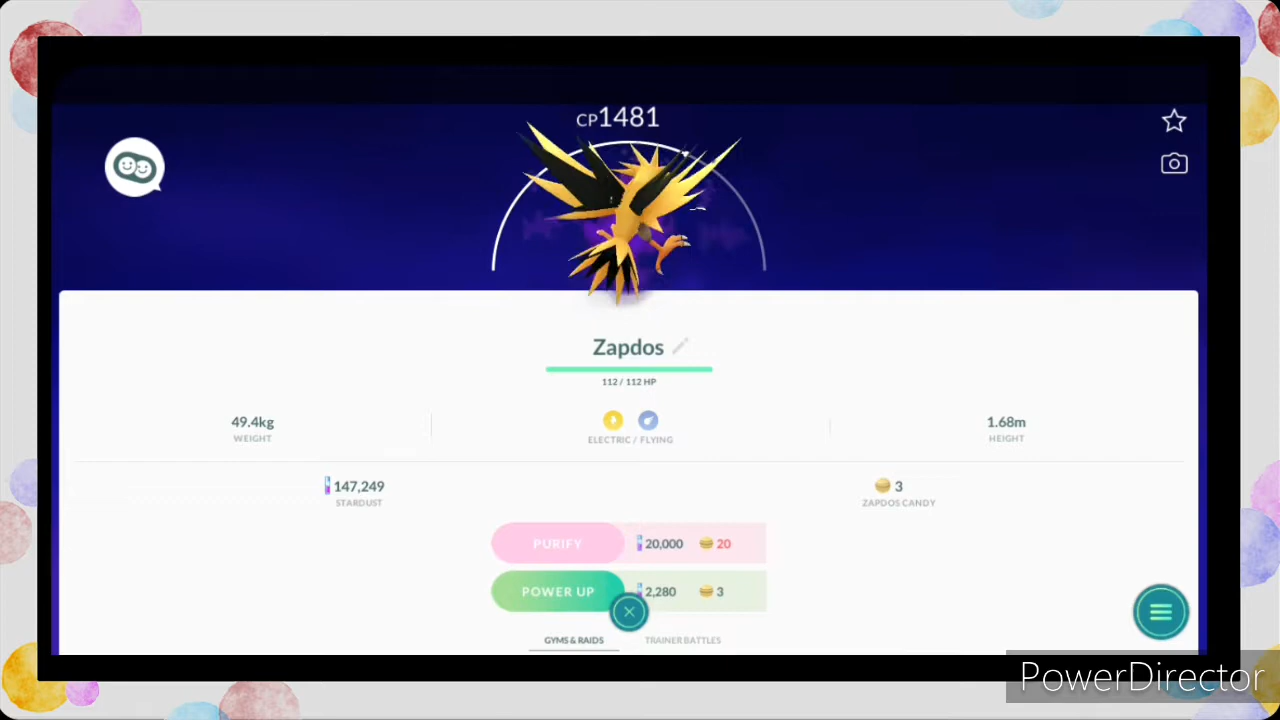 CP1481
Zapdos
112 / 112 HP
49.4kg
WEIGHT
ELECTRIC / FLYING
1.68m
HEIGHT
147,249
STARDUST
3
ZAPDOS CANDY
PURIFY 20,000 20
POWER UP 2,280 3
GYMS & RAIDS TRAINER BATTLES
PowerDirector